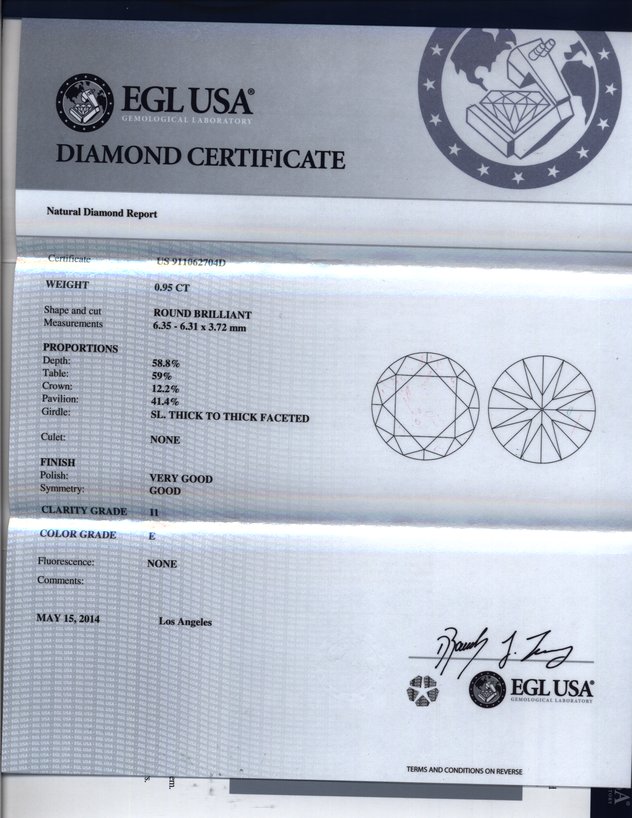 EGL USA®
GEMOLOGICAL LABORATORY
DIAMOND CERTIFICATE
Natural Diamond Report
Certificate US 911062704D
WEIGHT 0.95 CT
Shape and cut ROUND BRILLIANT
Measurements 6.35 - 6.31 x 3.72 mm
PROPORTIONS
Depth: 58.8%
Table: 59%
Crown: 12.2%
Pavilion: 41.4%
Girdle: SL. THICK TO THICK FACETED
Culet: NONE
FINISH
Polish: VERY GOOD
Symmetry: GOOD
CLARITY GRADE I1
COLOR GRADE E
Fluorescence: NONE
Comments:
MAY 15, 2014 Los Angeles
EGL USA®
GEMOLOGICAL LABORATORY
TERMS AND CONDITIONS ON REVERSE